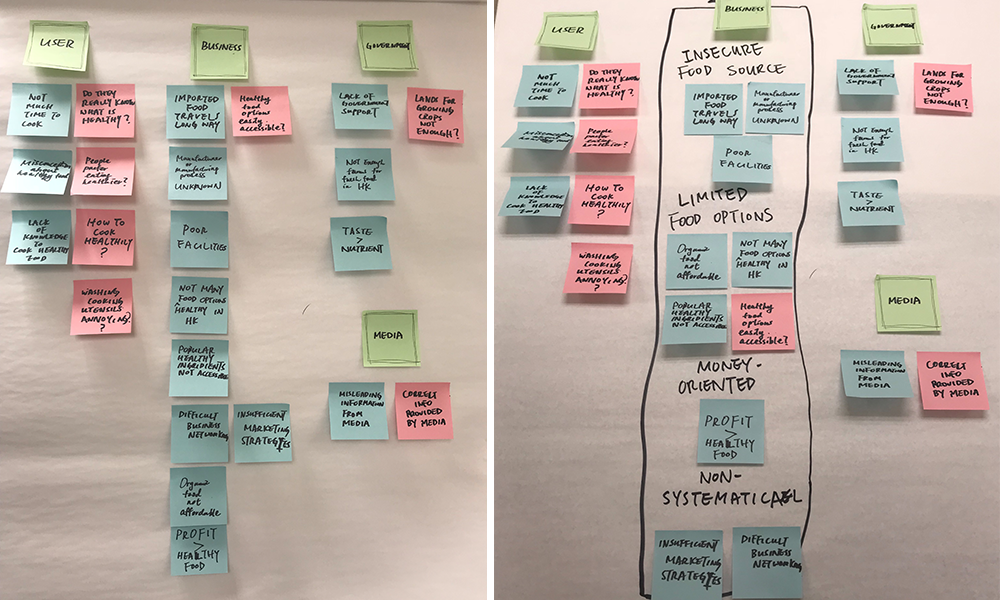 USER
NOT
MUCH
TIME TO
COOK
DO THEY
REALLY KNOW
WHAT IS
HEALTHY?
Misconception
about
healthy food
People
prefer
eating
healthier?
LACK
OF
KNOWLEDGE
TO
COOK HEALTHY
FOOD
HOW TO
COOK
HEALTHILY
?
WASHING
COOKING
UTENSILS
ANNOYING?
?
BUSINESS
IMPORTED
FOOD
TRAVELS
LONG WAY
Healthy
food
options
easily
accessible?
Manufacturer
or
manufacturing
process
UNKNOWN
POOR
FACILITIES
NOT MANY
FOOD OPTIONS
^HEALTHY IN
HK
POPULAR
HEALTHY
INGREDIENTS
NOT ACCESSIBLE
DIFFICULT
BUSINESS
NETWORKING
INSUFFICIENT
MARKETING
STRATEGIES
Organic
food
not
affordable
PROFIT
>
HEALTHY
FOOD
GOVERNMENT
LACK OF
GOVERNMENT
SUPPORT
LANDS FOR
GROWING
CROPS
NOT
ENOUGH?
Not Enough
farms for
fresh food
in HK
TASTE
>
NUTRIENT
MEDIA
MISLEADING
INFORMATION
FROM
MEDIA
CORRECT
INFO
PROVIDED
BY MEDIA
USER
NOT
MUCH
TIME TO
COOK
DO THEY
REALLY KNOW
WHAT IS
HEALTHY?
Misconception
People
prefer
eating
healthier?
LACK
OF
KNOWLEDGE
TO
COOK HEALTHY
FOOD
HOW TO
COOK
HEALTHILY
?
WASHING
COOKING
UTENSILS
ANNOYING?
?
BUSINESS
INSECURE
FOOD SOURCE
IMPORTED
FOOD
TRAVELS
LONG WAY
Manufacturer
or
manufacturing
process
UNKNOWN
POOR
FACILITIES
LIMITED
FOOD OPTIONS
Organic
food not
affordable
NOT MANY
FOOD OPTIONS
^HEALTHY IN
HK
POPULAR
HEALTHY
INGREDIENTS
NOT ACCESSIBLE
Healthy
food
options
easily
accessible?
MONEY-
ORIENTED
PROFIT
>
HEALTHY
FOOD
NON-
SYSTEMATICAL
INSUFFICIENT
MARKETING
STRATEGIES
DIFFICULT
BUSINESS
NETWORKING
GOVERNMENT
LACK OF
GOVERNMENT
SUPPORT
LANDS FOR
GROWING
CROPS
NOT
ENOUGH?
Not Enough
farms for
fresh food
in HK
TASTE
>
NUTRIENT
MEDIA
MISLEADING
INFORMATION
FROM
MEDIA
CORRECT
INFO
PROVIDED
BY MEDIA